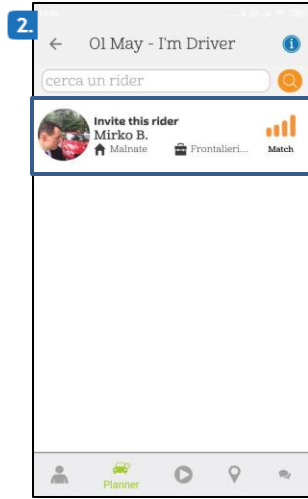 2.
01 May - I'm Driver
cerca un rider
Invite this rider
Mirko B.
Malnate Frontalieri...
Match
Planner